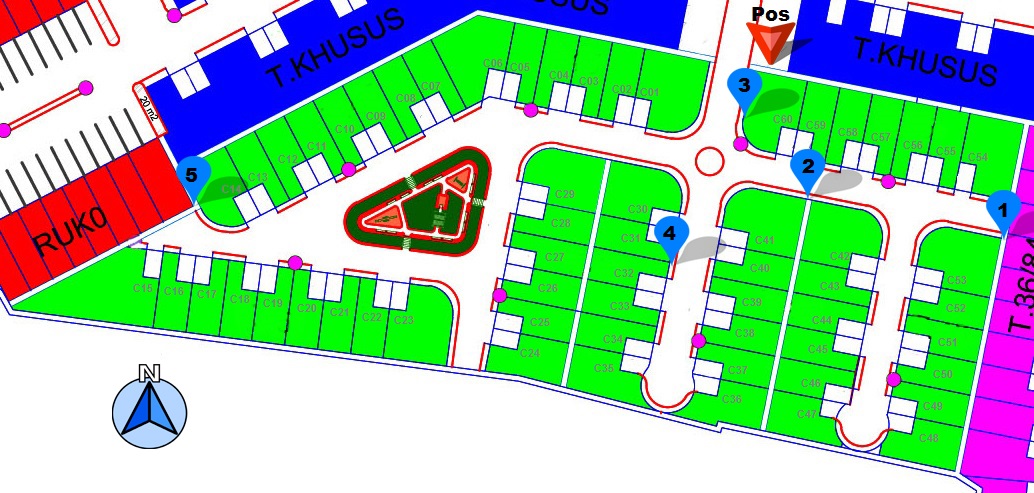 Pos
T.KHUSUS
KHUSUS
T.KHUSUS
20 m2
RUKO
T.36/84
1
2
3
4
5
N
C01
C02
C03
C04
C05
C06
C07
C08
C09
C10
C11
C12
C13
C14
C15
C16
C17
C18
C19
C20
C21
C22
C23
C24
C25
C26
C27
C28
C29
C30
C31
C32
C33
C34
C35
C36
C37
C38
C39
C40
C41
C42
C43
C44
C45
C46
C47
C48
C49
C50
C51
C52
C53
C54
C55
C56
C57
C58
C59
C60